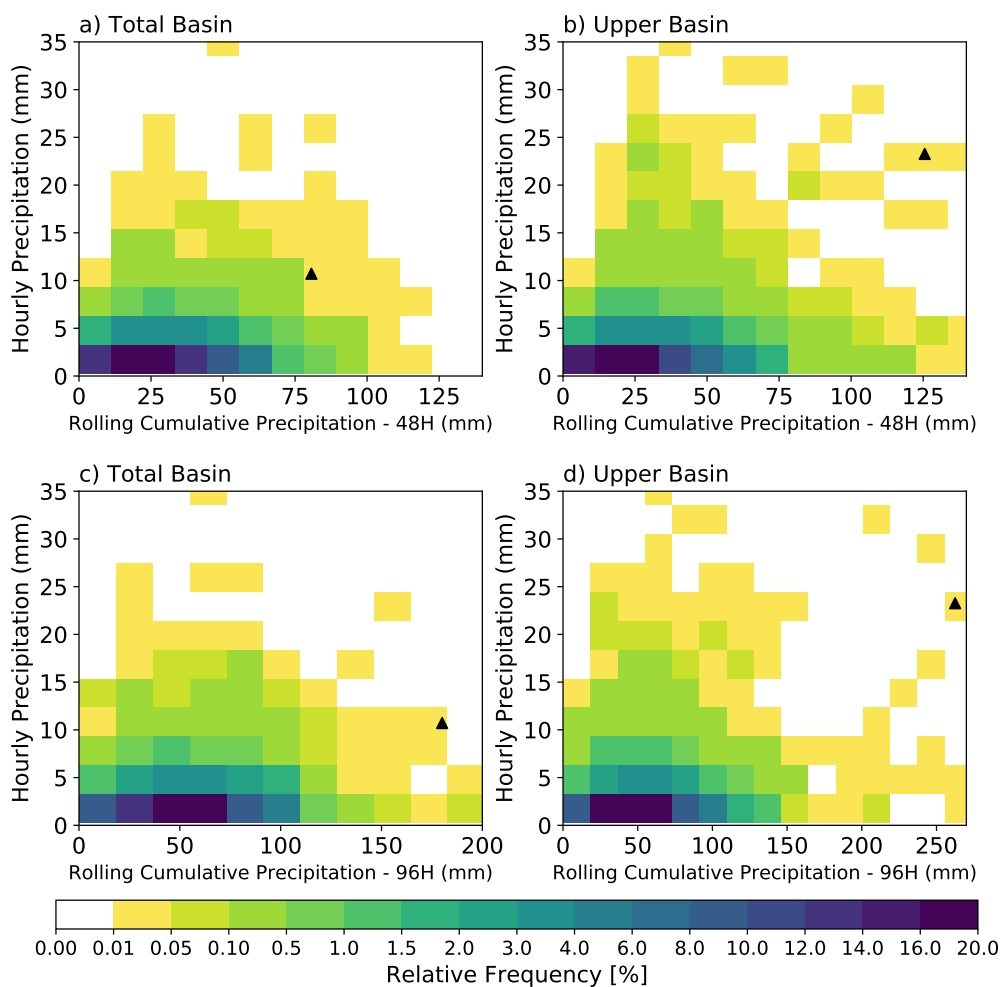 a) Total Basin
b) Upper Basin
35
30
25
20
15
10
5
0
Hourly Precipitation (mm)
0 25 50 75 100 125
Rolling Cumulative Precipitation - 48H (mm)
35
30
25
20
15
10
5
0
Hourly Precipitation (mm)
0 25 50 75 100 125
Rolling Cumulative Precipitation - 48H (mm)
c) Total Basin
d) Upper Basin
35
30
25
20
15
10
5
0
Hourly Precipitation (mm)
0 50 100 150 200
Rolling Cumulative Precipitation - 96H (mm)
35
30
25
20
15
10
5
0
Hourly Precipitation (mm)
0 50 100 150 200 250
Rolling Cumulative Precipitation - 96H (mm)
0.00 0.01 0.05 0.10 0.5 1.0 1.5 2.0 3.0 4.0 6.0 8.0 10.0 12.0 14.0 16.0 20.0
Relative Frequency [%]